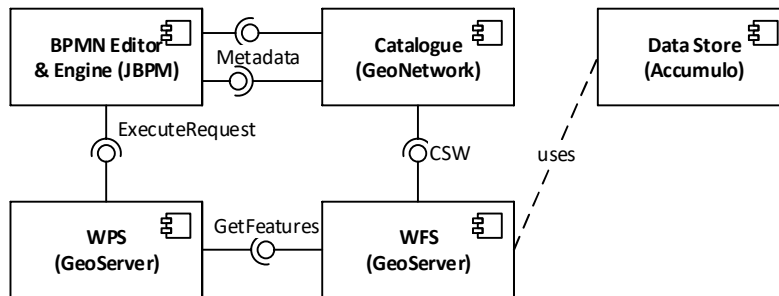 BPMN Editor
& Engine (JBPM)
Metadata
Catalogue
(GeoNetwork)
Data Store
(Accumulo)
ExecuteRequest
CSW
uses
WPS
(GeoServer)
GetFeatures
WFS
(GeoServer)